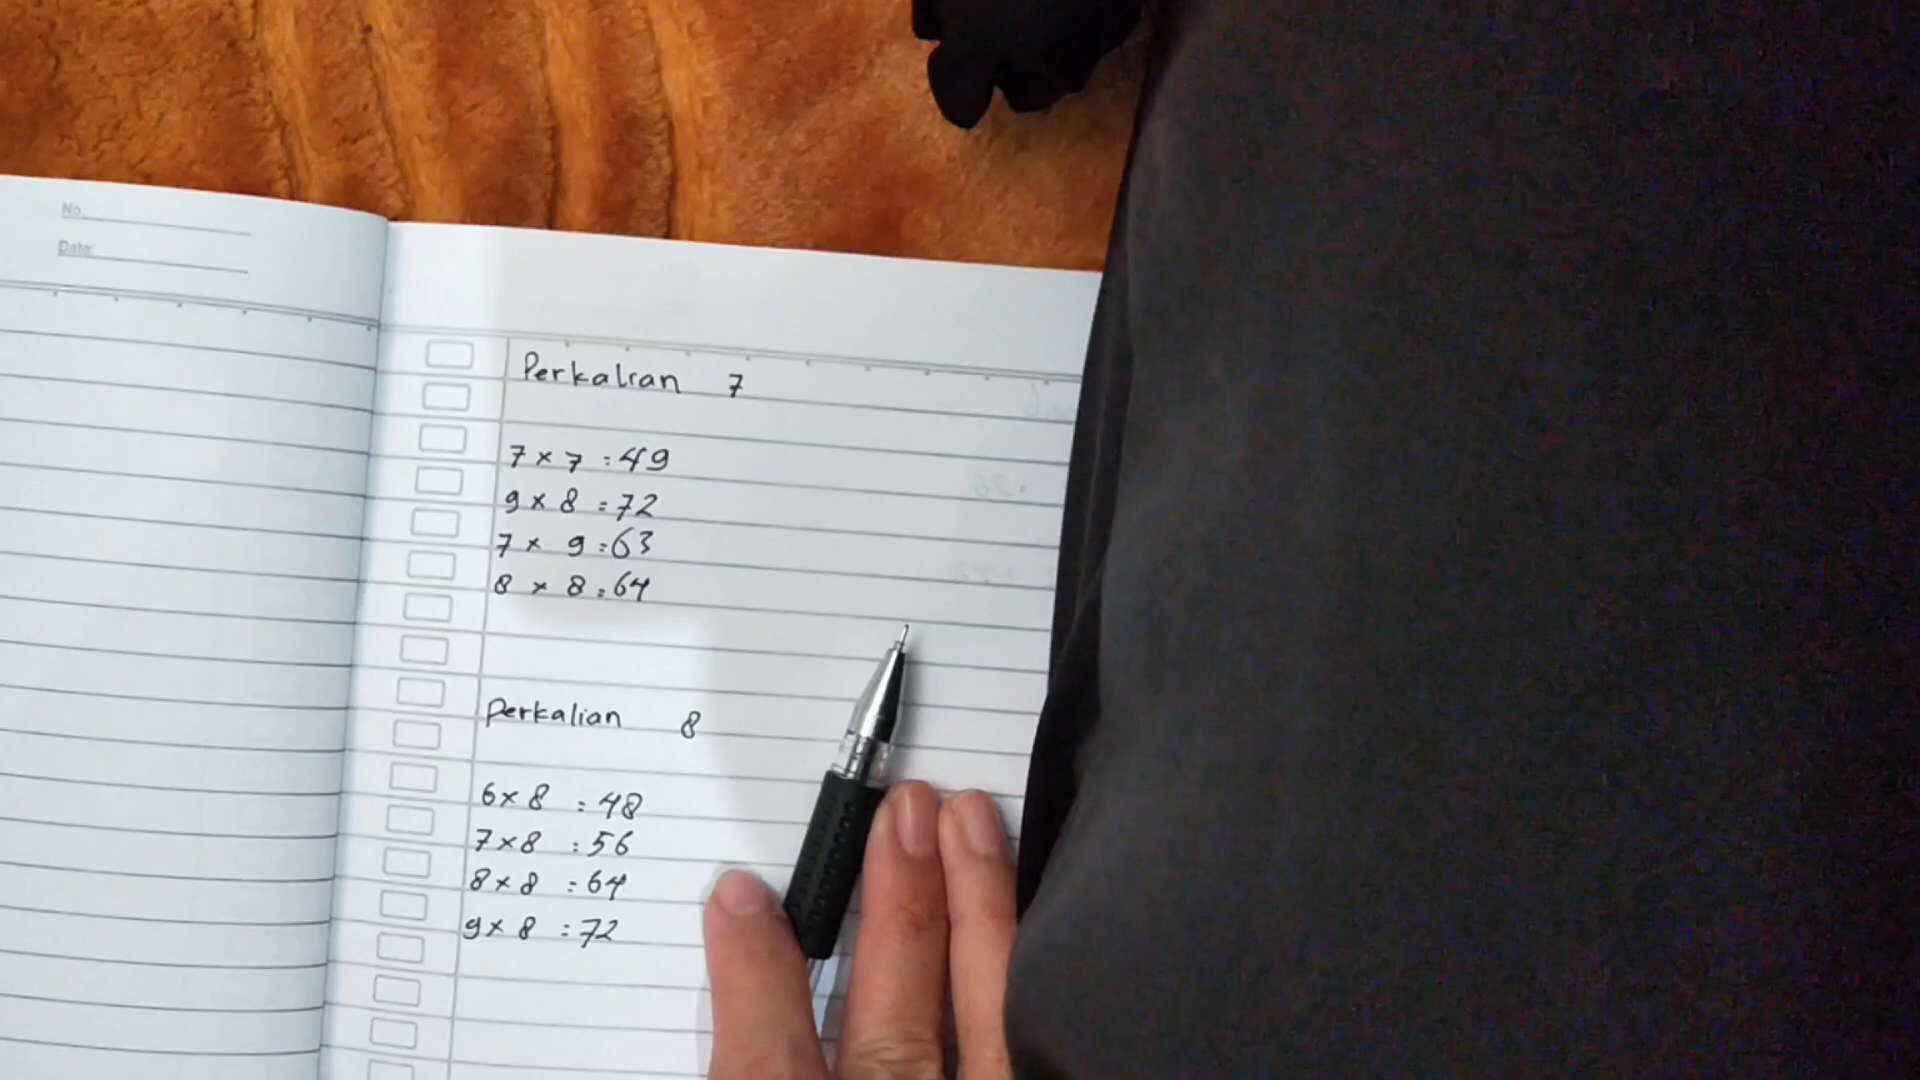 No.
Date:
Perkalian 7
7 × 7 = 49
9 × 8 = 72
7 × 9 = 63
8 × 8 = 64
Perkalian 8
6 × 8 = 48
7 × 8 = 56
8 × 8 = 64
9 × 8 = 72